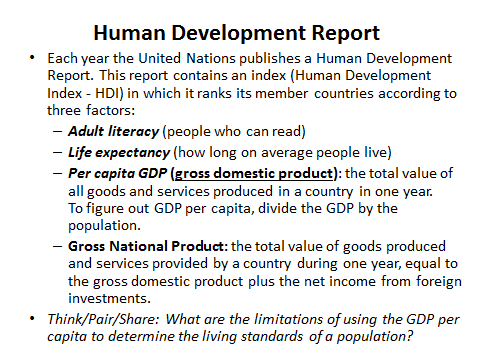 Human Development Report
• Each year the United Nations publishes a Human Development
Report. This report contains an index (Human Development
Index - HDI) in which it ranks its member countries according to
three factors:
– Adult literacy (people who can read)
– Life expectancy (how long on average people live)
– Per capita GDP (gross domestic product): the total value of
all goods and services produced in a country in one year.
To figure out GDP per capita, divide the GDP by the
population.
– Gross National Product: the total value of goods produced
and services provided by a country during one year, equal to
the gross domestic product plus the net income from foreign
investments.
• Think/Pair/Share: What are the limitations of using the GDP per
capita to determine the living standards of a population?